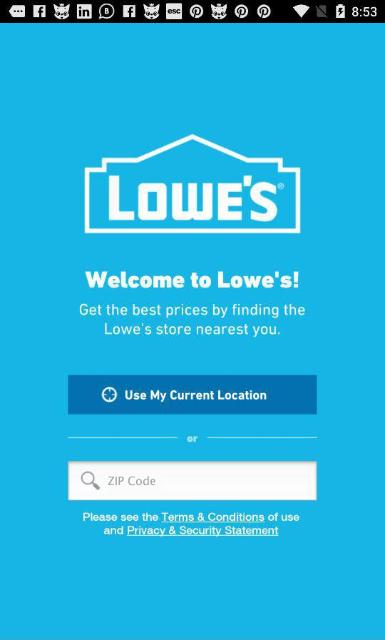 esc 8:53
LOWE'S®
Welcome to Lowe's!
Get the best prices by finding the
Lowe's store nearest you.
Use My Current Location
or
ZIP Code
Please see the Terms & Conditions of use
and Privacy & Security Statement